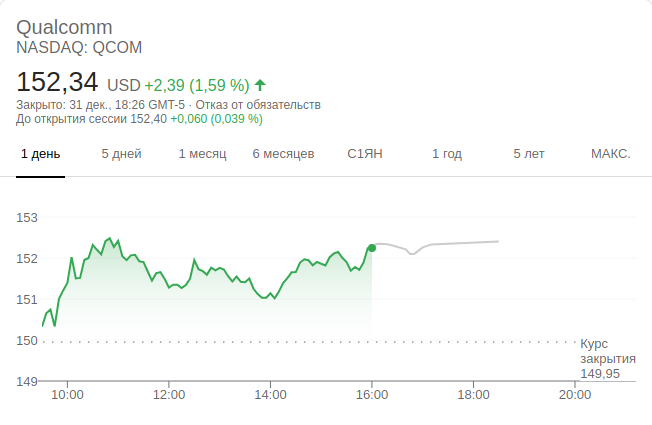 Qualcomm
NASDAQ: QCOM
152,34 USD +2,39 (1,59 %)
Закрыто: 31 дек., 18:26 GMT-5 · Отказ от обязательств
До открытия сессии 152,40 +0,060 (0,039 %)
1 день 5 дней 1 месяц 6 месяцев С1ЯН 1 год 5 лет МАКС.
153
152
151
150
149
Курс
закрытия
149,95
10:00 12:00 14:00 16:00 18:00 20:00